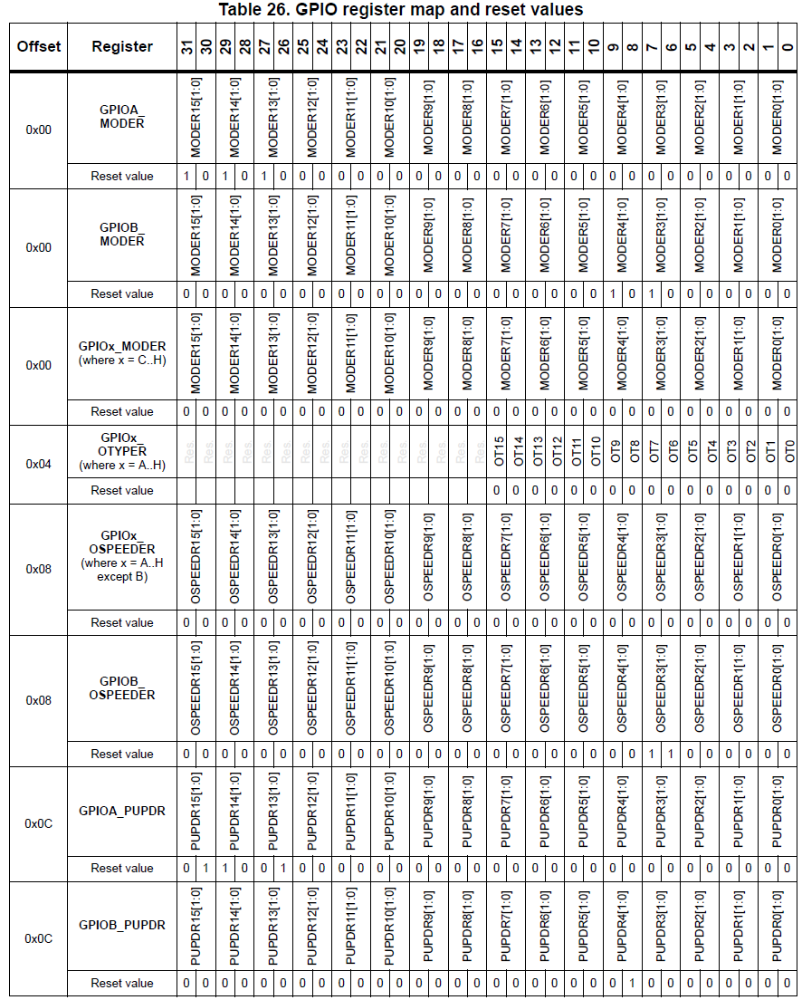 Table 26. GPIO register map and reset values
Offset Register 31 30 29 28 27 26 25 24 23 22 21 20 19 18 17 16 15 14 13 12 11 10 9 8 7 6 5 4 3 2 1 0
0x00 GPIOA_ MODER15[1:0] MODER14[1:0] MODER13[1:0] MODER12[1:0] MODER11[1:0] MODER10[1:0] MODER9[1:0] MODER8[1:0] MODER7[1:0] MODER6[1:0] MODER5[1:0] MODER4[1:0] MODER3[1:0] MODER2[1:0] MODER1[1:0] MODER0[1:0]
MODER
Reset value 1 0 1 0 1 0 0 0 0 0 0 0 0 0 0 0 0 0 0 0 0 0 0 0 0 0 0 0 0 0 0 0
0x00 GPIOB_ MODER15[1:0] MODER14[1:0] MODER13[1:0] MODER12[1:0] MODER11[1:0] MODER10[1:0] MODER9[1:0] MODER8[1:0] MODER7[1:0] MODER6[1:0] MODER5[1:0] MODER4[1:0] MODER3[1:0] MODER2[1:0] MODER1[1:0] MODER0[1:0]
MODER
Reset value 0 0 0 0 0 0 0 0 0 0 0 0 0 0 0 0 0 0 0 0 0 0 1 0 1 0 0 0 0 0 0 0
0x00 GPIOx_MODER MODER15[1:0] MODER14[1:0] MODER13[1:0] MODER12[1:0] MODER11[1:0] MODER10[1:0] MODER9[1:0] MODER8[1:0] MODER7[1:0] MODER6[1:0] MODER5[1:0] MODER4[1:0] MODER3[1:0] MODER2[1:0] MODER1[1:0] MODER0[1:0]
(where x = C..H)
Reset value 0 0 0 0 0 0 0 0 0 0 0 0 0 0 0 0 0 0 0 0 0 0 0 0 0 0 0 0 0 0 0 0
0x04 GPIOx_ Res. Res. Res. Res. Res. Res. Res. Res. Res. Res. Res. Res. Res. Res. Res. Res. OT15 OT14 OT13 OT12 OT11 OT10 OT9 OT8 OT7 OT6 OT5 OT4 OT3 OT2 OT1 OT0
OTYPER
(where x = A..H)
Reset value 0 0 0 0 0 0 0 0 0 0 0 0 0 0 0 0
0x08 GPIOx_ OSPEEDR15[1:0] OSPEEDR14[1:0] OSPEEDR13[1:0] OSPEEDR12[1:0] OSPEEDR11[1:0] OSPEEDR10[1:0] OSPEEDR9[1:0] OSPEEDR8[1:0] OSPEEDR7[1:0] OSPEEDR6[1:0] OSPEEDR5[1:0] OSPEEDR4[1:0] OSPEEDR3[1:0] OSPEEDR2[1:0] OSPEEDR1[1:0] OSPEEDR0[1:0]
OSPEEDER
(where x = A..H
except B)
Reset value 0 0 0 0 0 0 0 0 0 0 0 0 0 0 0 0 0 0 0 0 0 0 0 0 0 0 0 0 0 0 0 0
0x08 GPIOB_ OSPEEDR15[1:0] OSPEEDR14[1:0] OSPEEDR13[1:0] OSPEEDR12[1:0] OSPEEDR11[1:0] OSPEEDR10[1:0] OSPEEDR9[1:0] OSPEEDR8[1:0] OSPEEDR7[1:0] OSPEEDR6[1:0] OSPEEDR5[1:0] OSPEEDR4[1:0] OSPEEDR3[1:0] OSPEEDR2[1:0] OSPEEDR1[1:0] OSPEEDR0[1:0]
OSPEEDER
Reset value 0 0 0 0 0 0 0 0 0 0 0 0 0 0 0 0 0 0 0 0 0 0 0 0 1 1 0 0 0 0 0 0
0x0C GPIOA_PUPDR PUPDR15[1:0] PUPDR14[1:0] PUPDR13[1:0] PUPDR12[1:0] PUPDR11[1:0] PUPDR10[1:0] PUPDR9[1:0] PUPDR8[1:0] PUPDR7[1:0] PUPDR6[1:0] PUPDR5[1:0] PUPDR4[1:0] PUPDR3[1:0] PUPDR2[1:0] PUPDR1[1:0] PUPDR0[1:0]
Reset value 0 1 1 0 0 1 0 0 0 0 0 0 0 0 0 0 0 0 0 0 0 0 0 0 0 0 0 0 0 0 0 0
0x0C GPIOB_PUPDR PUPDR15[1:0] PUPDR14[1:0] PUPDR13[1:0] PUPDR12[1:0] PUPDR11[1:0] PUPDR10[1:0] PUPDR9[1:0] PUPDR8[1:0] PUPDR7[1:0] PUPDR6[1:0] PUPDR5[1:0] PUPDR4[1:0] PUPDR3[1:0] PUPDR2[1:0] PUPDR1[1:0] PUPDR0[1:0]
Reset value 0 0 0 0 0 0 0 0 0 0 0 0 0 0 0 0 0 0 0 0 0 0 0 1 0 0 0 0 0 0 0 0